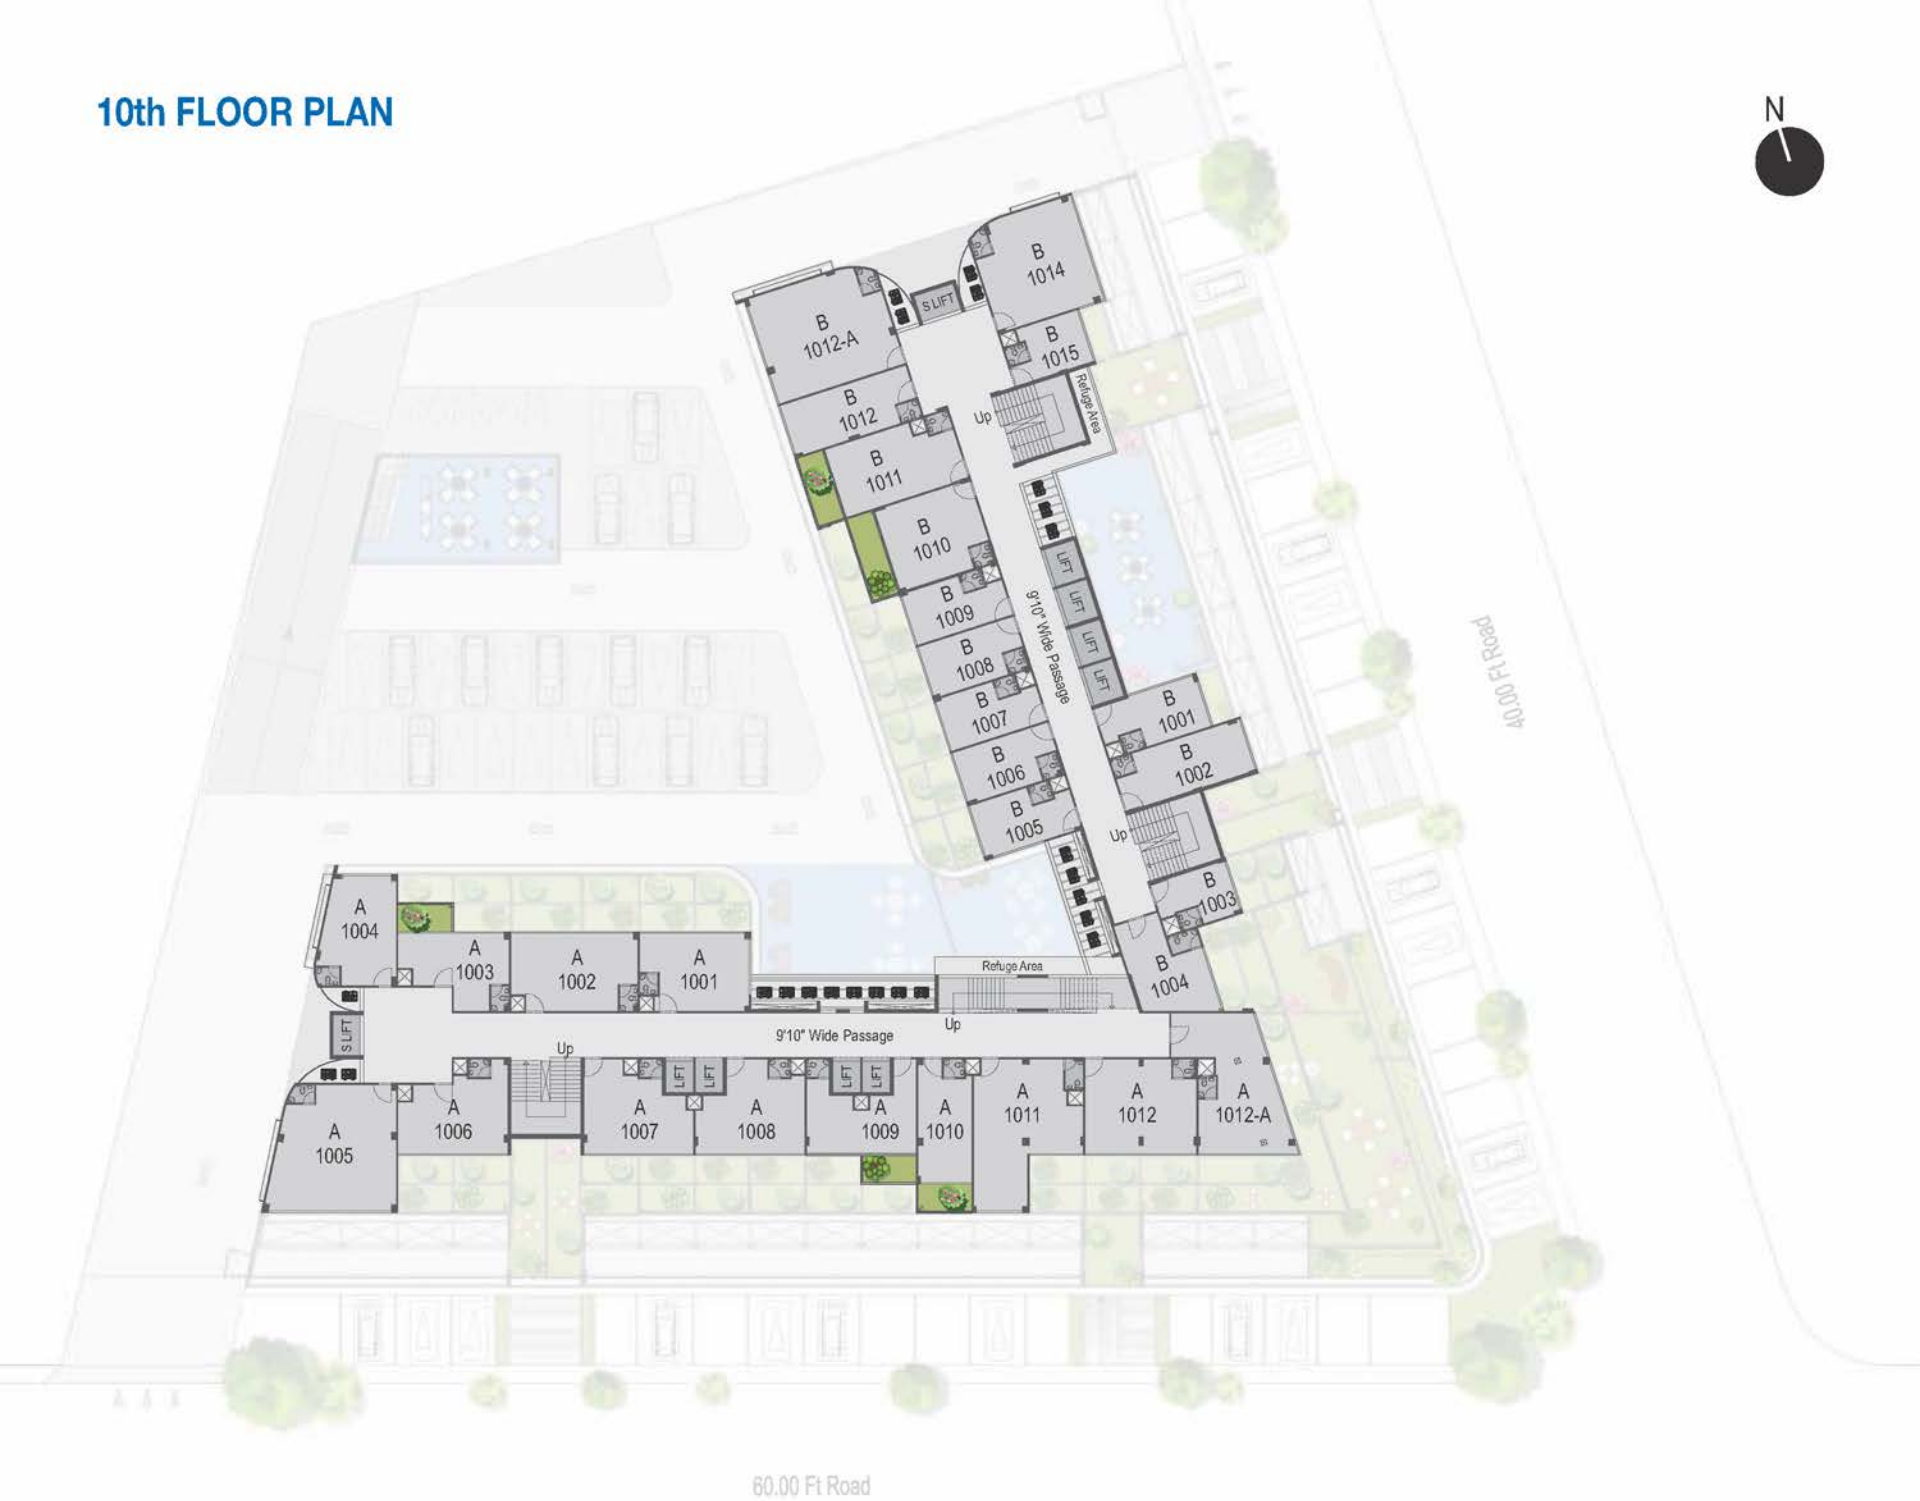 10th FLOOR PLAN
N
B
1014
S LIFT
B
1012-A
B
1015
Refuge Area
B
1012
Up
B
1011
B
1010
LIFT
LIFT
LIFT
LIFT
9'10" Wide Passage
B
1009
B
1008
B
1007
B
1006
B
1005
B
1001
B
1002
Up
B
1003
B
1004
40.00 Ft Road
A
1004
A
1003
A
1002
A
1001
Refuge Area
S LIFT
Up
9'10" Wide Passage
Up
LIFT
LIFT
LIFT
LIFT
A
1005
A
1006
A
1007
A
1008
A
1009
A
1010
A
1011
A
1012
A
1012-A
60.00 Ft Road